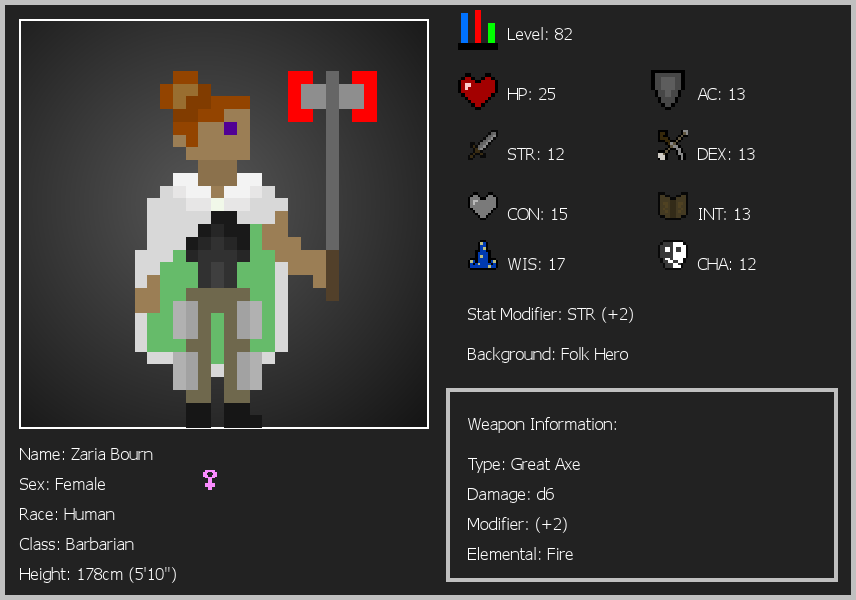 Level: 82
HP: 25
AC: 13
STR: 12
DEX: 13
CON: 15
INT: 13
WIS: 17
CHA: 12
Stat Modifier: STR (+2)
Background: Folk Hero
Weapon Information:
Type: Great Axe
Damage: d6
Modifier: (+2)
Elemental: Fire
Name: Zaria Bourn
Sex: Female
Race: Human
Class: Barbarian
Height: 178cm (5'10")